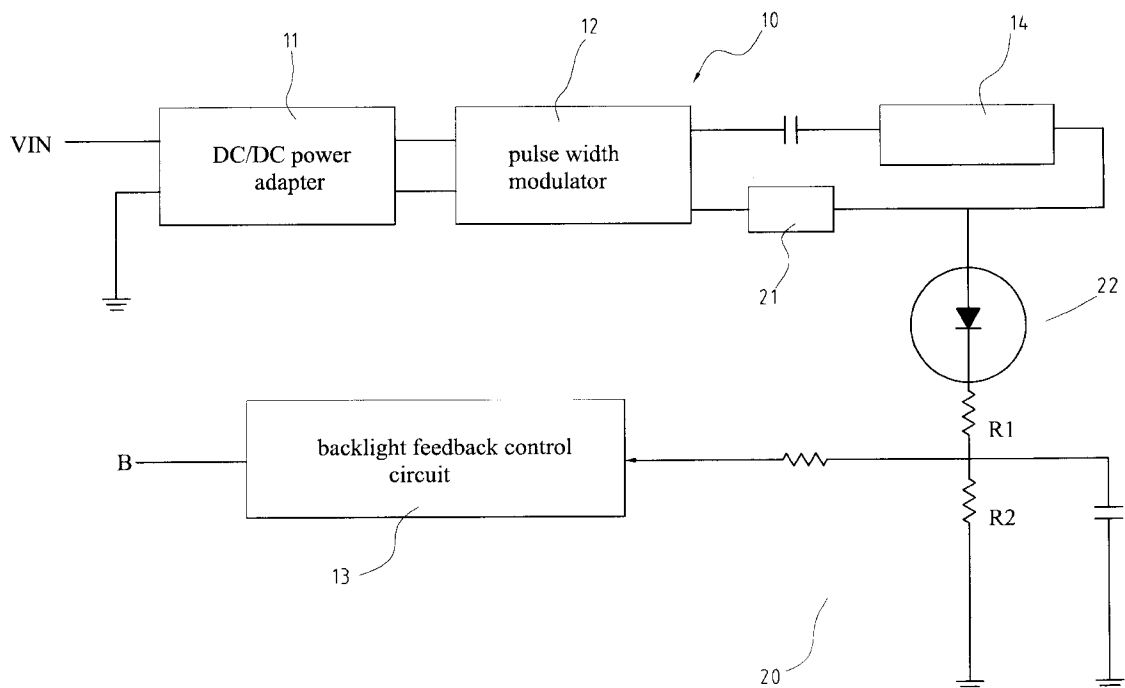 11
12
10
14
VIN
DC/DC power
adapter
pulse width
modulator
21
22
R1
B
backlight feedback control
circuit
R2
13
20